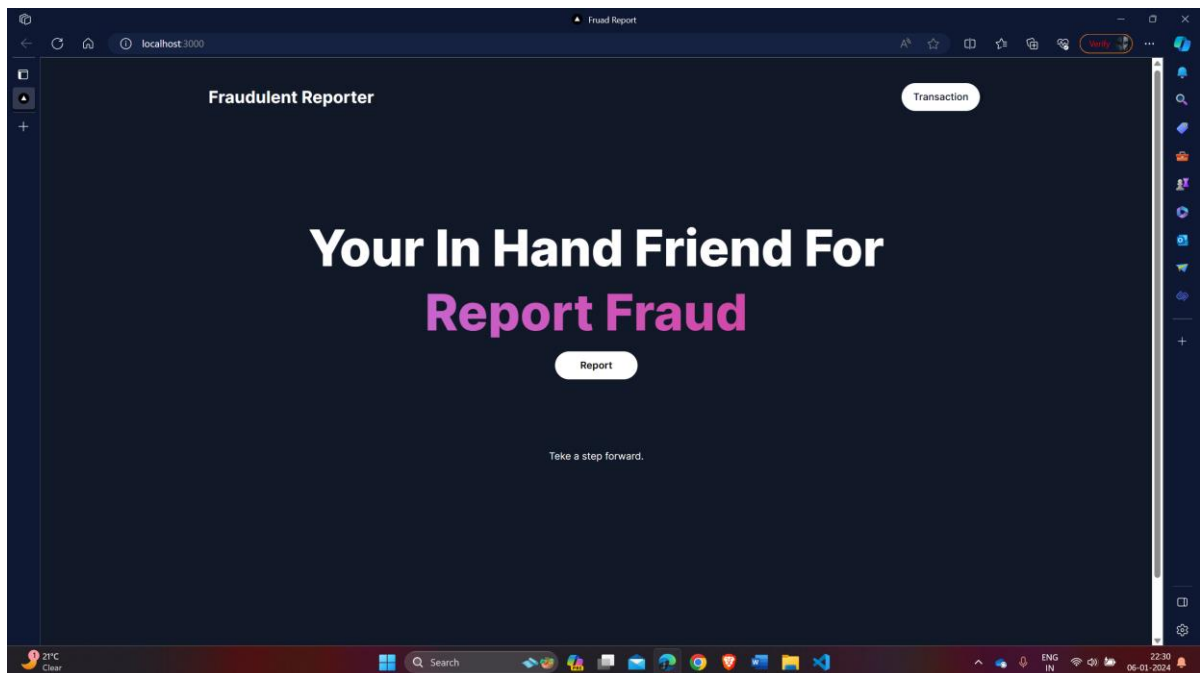 Fruad Report
localhost:3000
Verify
Fraudulent Reporter
Transaction
Your In Hand Friend For
Report Fraud
Report
Teke a step forward.
1
21°C
Clear
Search
ENG
IN
22:30
06-01-2024